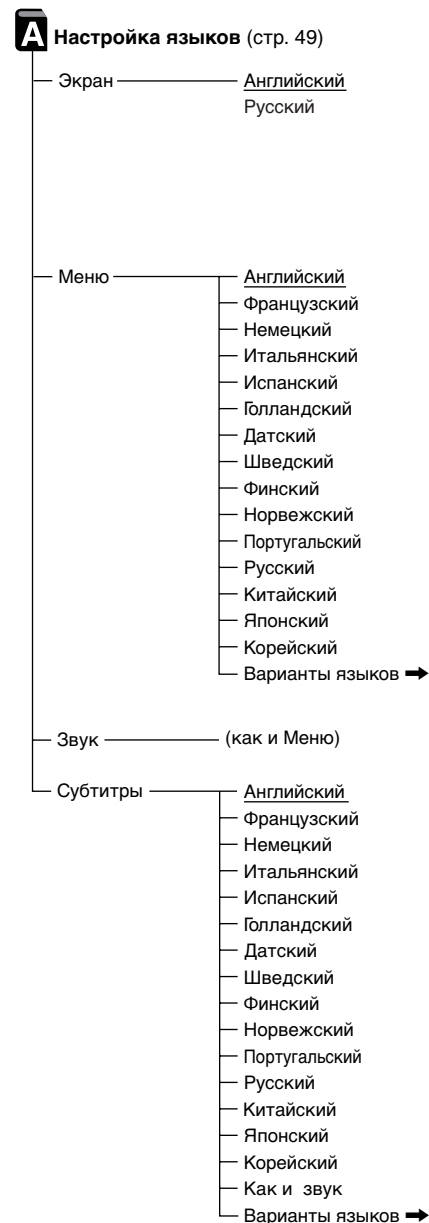 A Настройка языков (стр. 49)
Экран Английский
Русский
Меню Английский
Французский
Немецкий
Итальянский
Испанский
Голландский
Датский
Шведский
Финский
Норвежский
Португальский
Русский
Китайский
Японский
Корейский
Варианты языков ➡
Звук (как и Меню)
Субтитры Английский
Французский
Немецкий
Итальянский
Испанский
Голландский
Датский
Шведский
Финский
Норвежский
Португальский
Русский
Китайский
Японский
Корейский
Как и звук
Варианты языков ➡